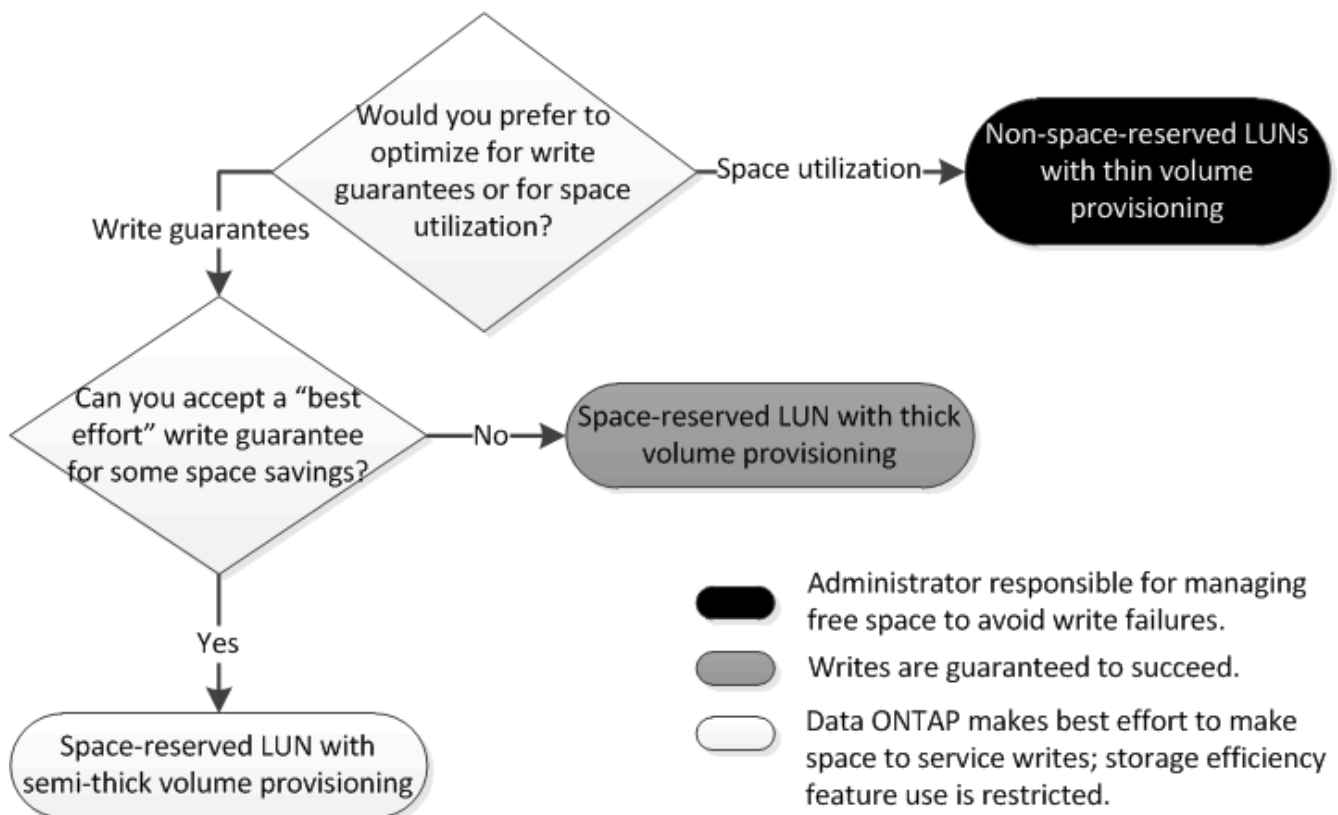 Would you prefer to
optimize for write
guarantees or for space
utilization?
Space utilization
Non-space-reserved LUNs
with thin volume
provisioning
Write guarantees
Can you accept a “best
effort” write guarantee
for some space savings?
No
Space-reserved LUN with thick
volume provisioning
Yes
Space-reserved LUN with
semi-thick volume provisioning
Administrator responsible for managing
free space to avoid write failures.
Writes are guaranteed to succeed.
Data ONTAP makes best effort to make
space to service writes; storage efficiency
feature use is restricted.